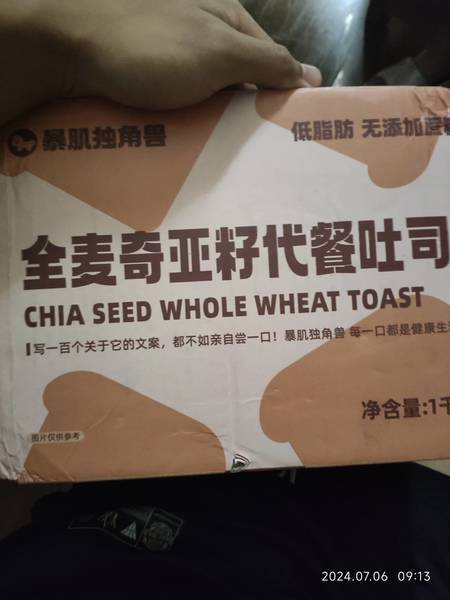 暴肌独角兽
低脂肪 无添加蔗
全麦奇亚籽代餐吐司
CHIA SEED WHOLE WHEAT TOAST
写一百个关于它的文案，都不如亲自尝一口！暴肌独角兽 每一口都是健康生
净含量:1千
图片仅供参考
2024.07.06 09:13